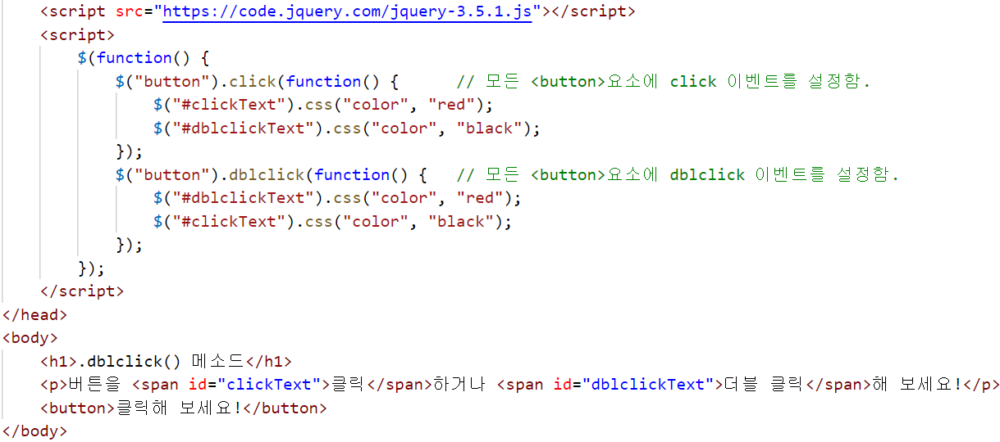 <script src="https://code.jquery.com/jquery-3.5.1.js"></script>
<script>
$(function() {
$("button").click(function() { // 모든 <button>요소에 click 이벤트를 설정함.
$("#clickText").css("color", "red");
$("#dblclickText").css("color", "black");
});
$("button").dblclick(function() { // 모든 <button>요소에 dblclick 이벤트를 설정함.
$("#dblclickText").css("color", "red");
$("#clickText").css("color", "black");
});
});
</script>
</head>
<body>
<h1>.dblclick() 메소드</h1>
<p>버튼을 <span id="clickText">클릭</span>하거나 <span id="dblclickText">더블 클릭</span>해 보세요!</p>
<button>클릭해 보세요!</button>
</body>